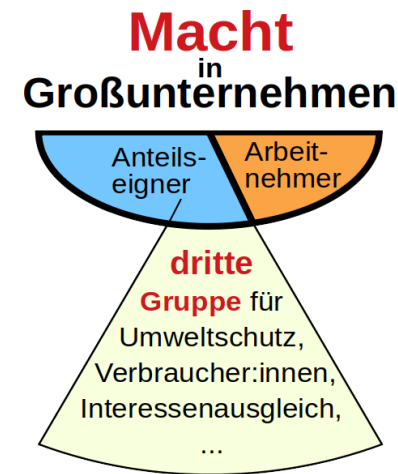 Macht
in
Großunternehmen
Anteils-
eigner
Arbeit-
nehmer
dritte
Gruppe für
Umweltschutz,
Verbraucher:innen,
Interessenausgleich,
...